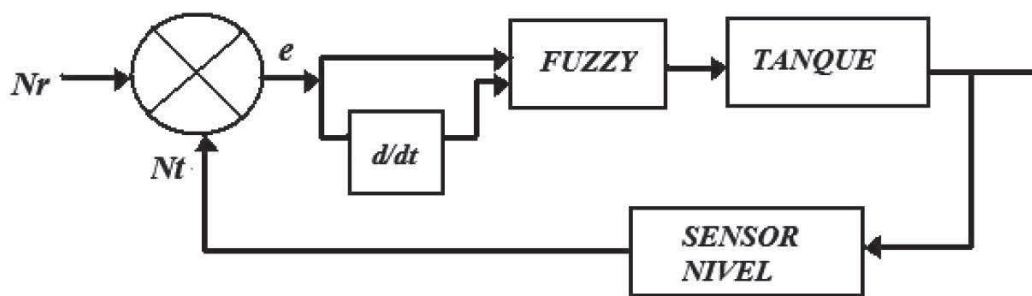 Nr
e
FUZZY
TANQUE
d/dt
Nt
SENSOR
NIVEL